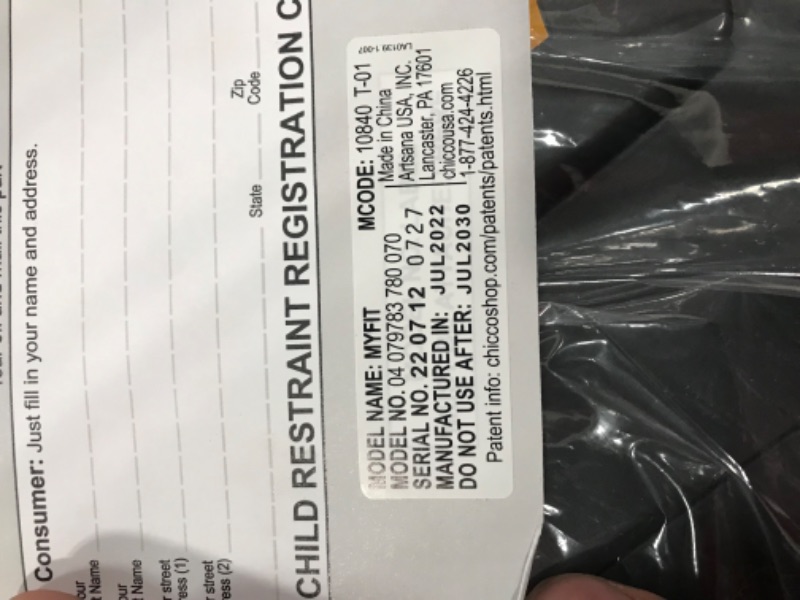 Consumer: Just fill in your name and address.
t Name
t Name
street
ess (1)
street
ess (2)
State
Zip
Code
CHILD RESTRAINT REGISTRATION C
MODEL NAME: MYFIT
MCODE: 10840 T-01
MODEL NO. 04 079783 780 070
Made in China
SERIAL NO. 22 07 12 0727
Artsana USA, INC.
MANUFACTURED IN: JUL2022
Lancaster, PA 17601
chiccousa.com
DO NOT USE AFTER: JUL2030
1-877-424-4226
Patent info: chiccoshop.com/patents/patents.html